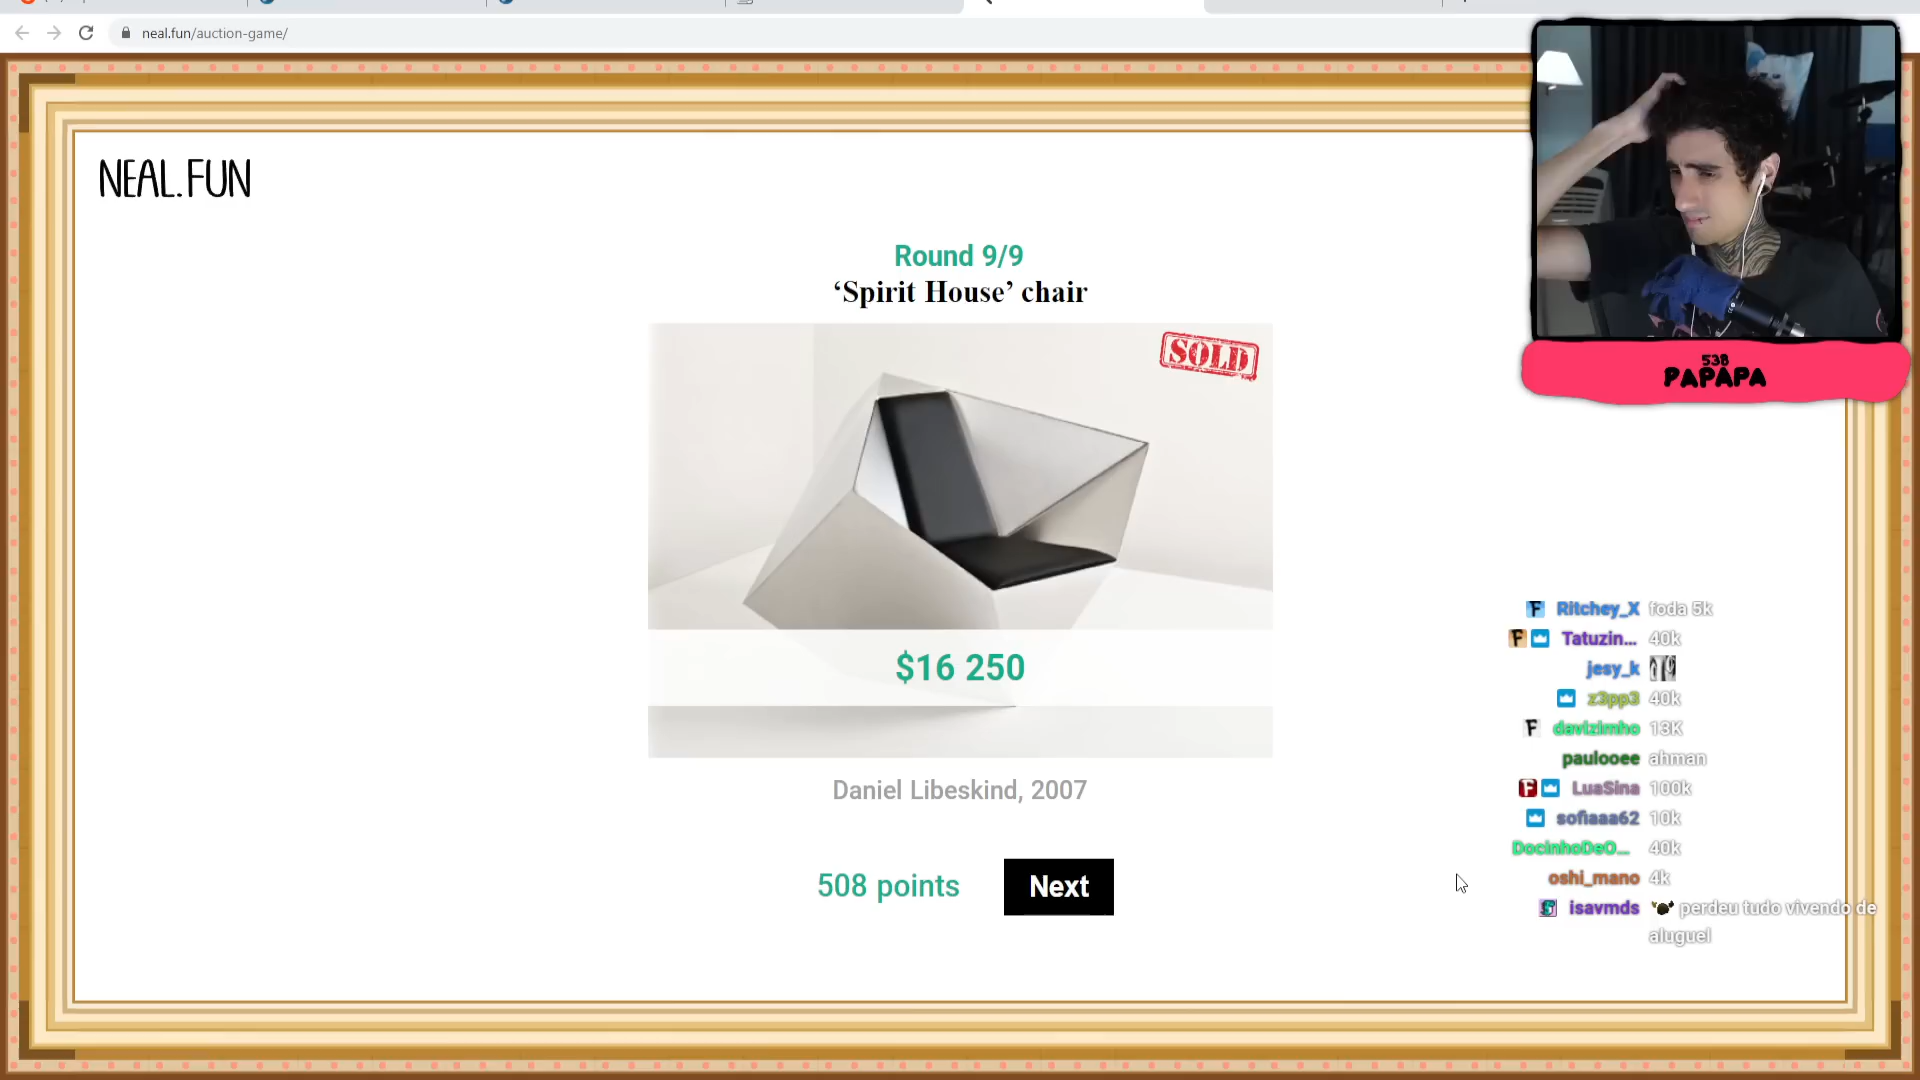 neal.fun/auction-game/
NEAL.FUN
Round 9/9
‘Spirit House’ chair
SOLD
$16 250
Daniel Libeskind, 2007
508 points
Next
538
PAPAPA
Ritchey_X foda 5k
Tatuzin... 40k
jesy_k
z3pp3 40k
davizimho 13K
paulooee ahman
LuaSina 100k
sofiaaa62 10k
DocinhoDeO... 40k
oshi_mano 4k
isavmds perdeu tudo vivendo de
aluguel